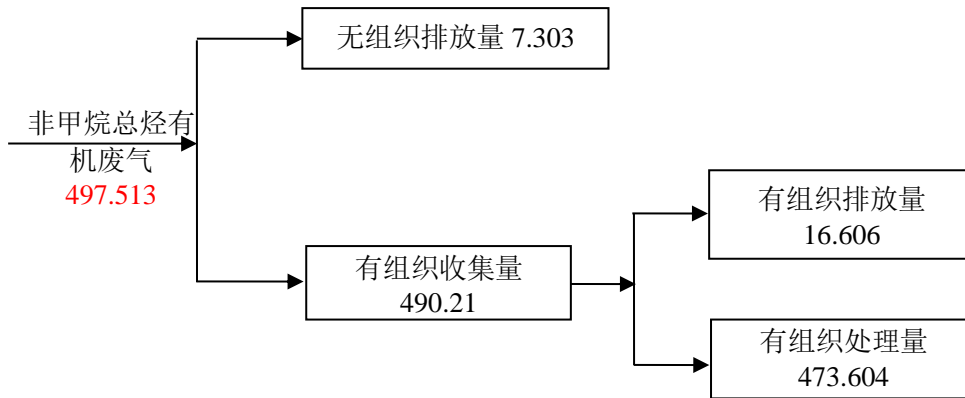 无组织排放量 7.303
非甲烷总烃有
机废气
497.513
有组织收集量
490.21
有组织排放量
16.606
有组织处理量
473.604